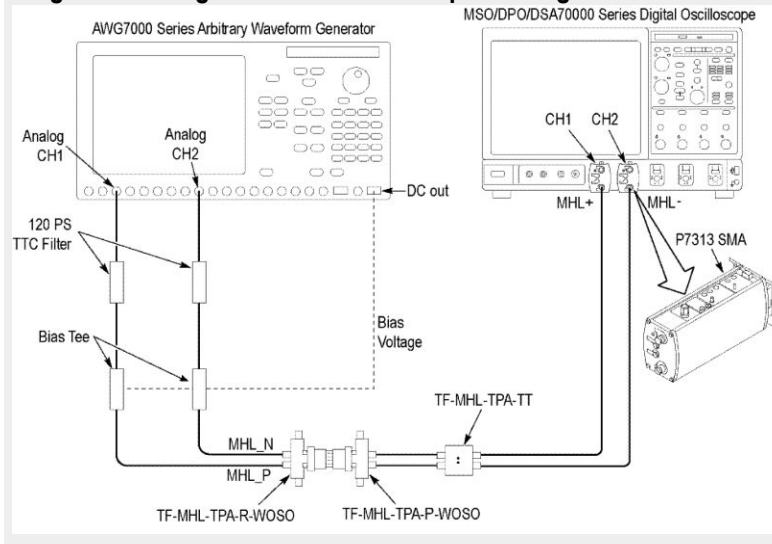 AWG7000 Series Arbitrary Waveform Generator
MSO/DPO/DSA70000 Series Digital Oscilloscope
Analog
CH1
Analog
CH2
DC out
CH1
CH2
MHL+
MHL-
120 PS
TTC Filter
P7313 SMA
Bias Tee
Bias
Voltage
TF-MHL-TPA-TT
MHL_N
MHL_P
TF-MHL-TPA-R-WOSO
TF-MHL-TPA-P-WOSO